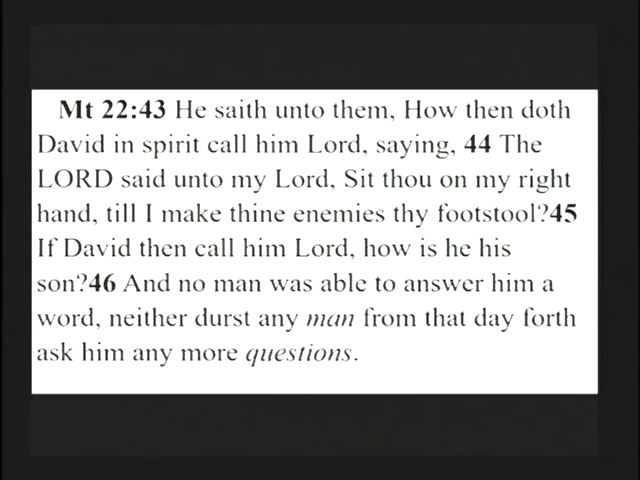 Mt 22:43 He saith unto them, How then doth
David in spirit call him Lord, saying, 44 The
LORD said unto my Lord, Sit thou on my right
hand, till I make thine enemies thy footstool?45
If David then call him Lord, how is he his
son?46 And no man was able to answer him a
word, neither durst any man from that day forth
ask him any more questions.